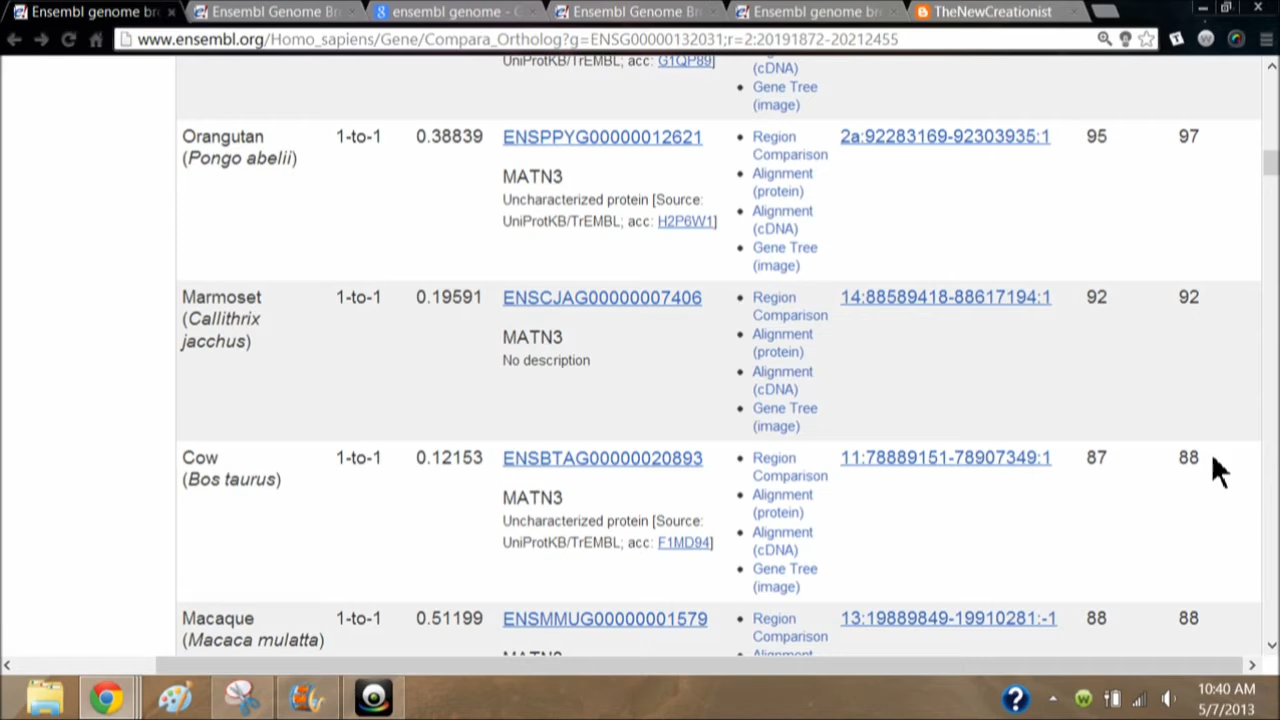 Ensembl genome bro
Ensembl Genome Bro
ensembl genome - G
Ensembl Genome Bro
Ensembl genome bro
TheNewCreationist
www.ensembl.org/Homo_sapiens/Gene/Compara_Ortholog?g=ENSG00000132031;r=2:20191872-20212455
UniProtKB/TrEMBL; acc: G1QP89]
(cDNA)
• Gene Tree
(image)
Orangutan 1-to-1 0.38839 ENSPPYG00000012621 • Region 2a:92283169-92303935:1 95 97
(Pongo abelii) Comparison
MATN3 • Alignment
Uncharacterized protein [Source: (protein)
UniProtKB/TrEMBL; acc: H2P6W1] • Alignment
(cDNA)
• Gene Tree
(image)
Marmoset 1-to-1 0.19591 ENSCJAG00000007406 • Region 14:88589418-88617194:1 92 92
(Callithrix Comparison
jacchus) MATN3 • Alignment
No description (protein)
• Alignment
(cDNA)
• Gene Tree
(image)
Cow 1-to-1 0.12153 ENSBTAG00000020893 • Region 11:78889151-78907349:1 87 88
(Bos taurus) Comparison
MATN3 • Alignment
Uncharacterized protein [Source: (protein)
UniProtKB/TrEMBL; acc: F1MD94] • Alignment
(cDNA)
• Gene Tree
(image)
Macaque 1-to-1 0.51199 ENSMMUG00000001579 • Region 13:19889849-19910281:-1 88 88
(Macaca mulatta) Comparison
MATN3 Alignment
10:40 AM
5/7/2013